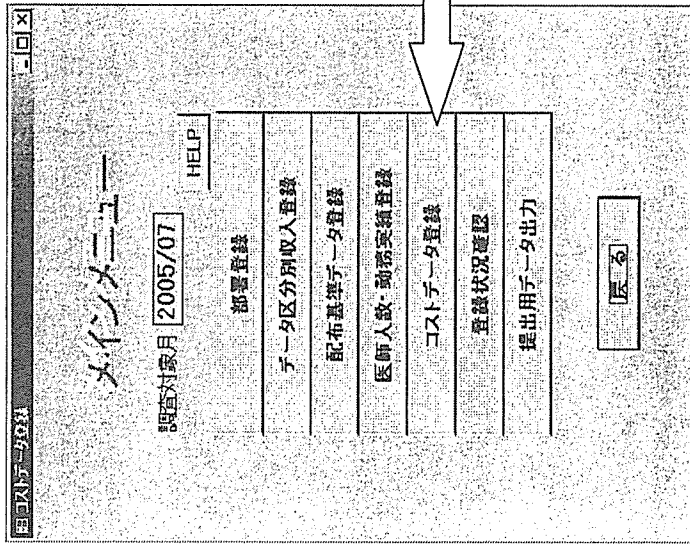 コストデータ登録
メインメニュー
調査対象月 2005/07
HELP
部署登録
データ区分別収入登録
配布基準データ登録
医師人数・勤務実績登録
コストデータ登録
登録状況確認
提出用データ出力
戻る